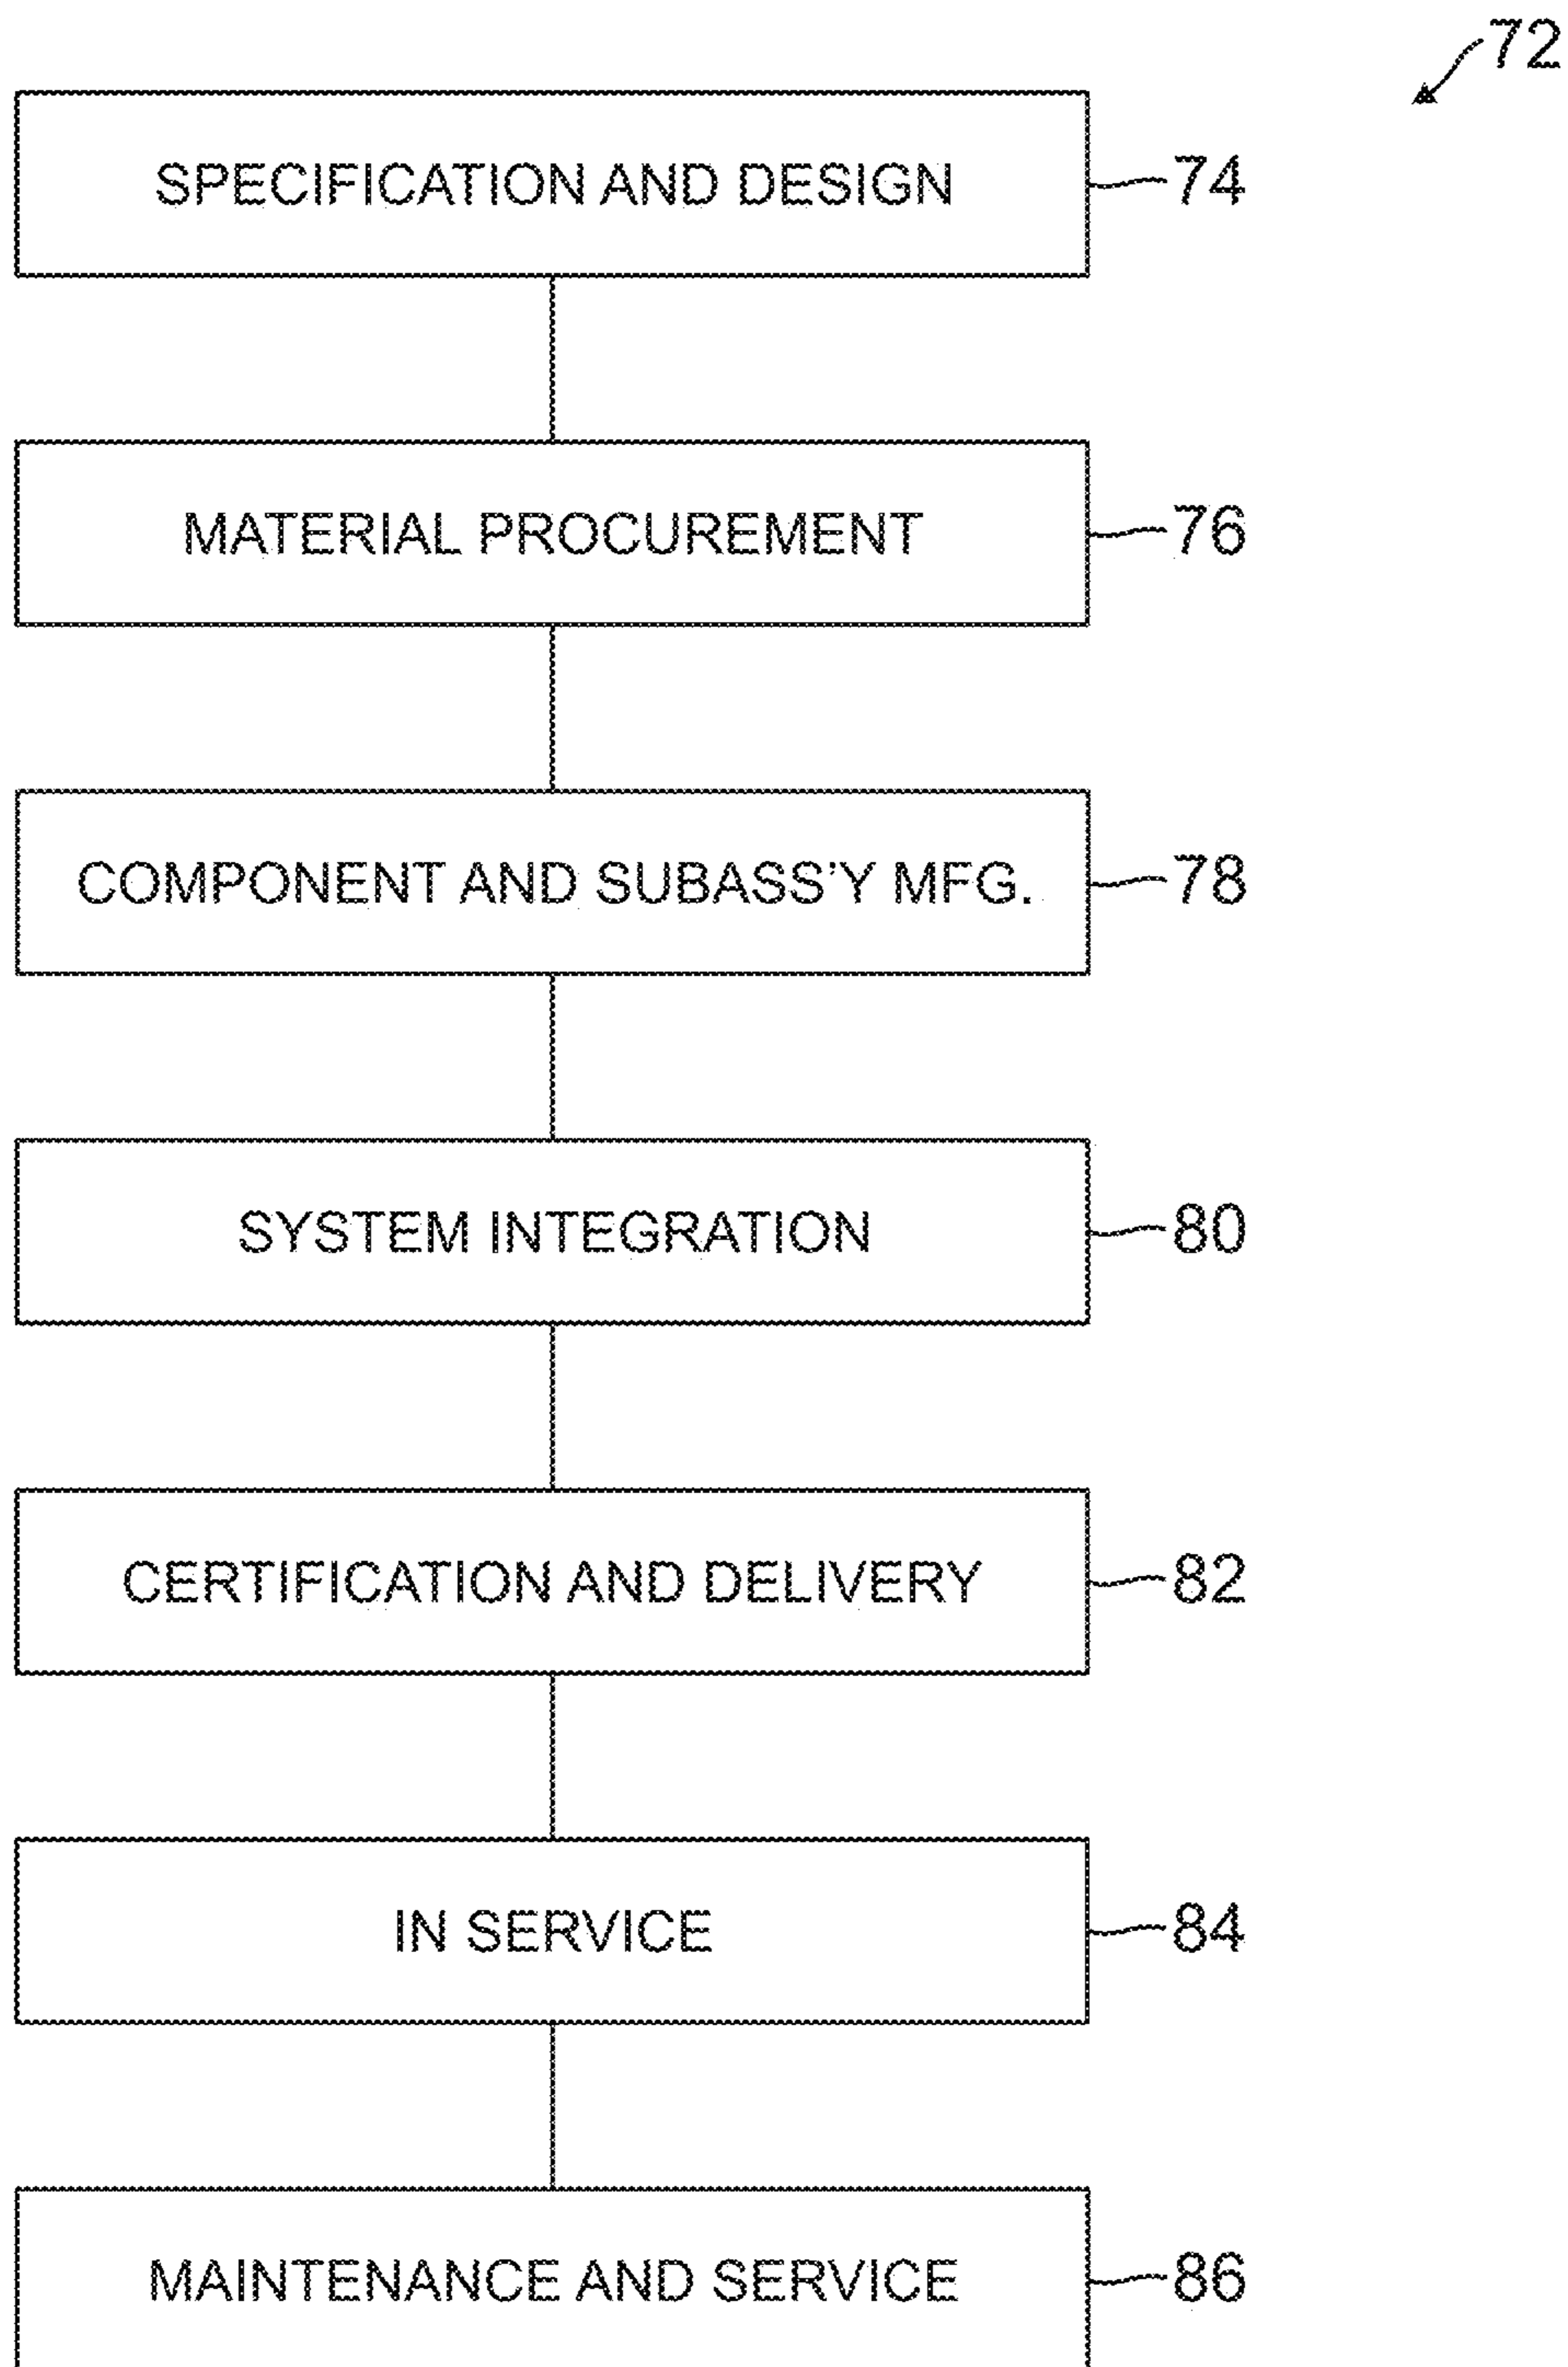 72
SPECIFICATION AND DESIGN 74
MATERIAL PROCUREMENT 76
COMPONENT AND SUBASS’Y MFG. 78
SYSTEM INTEGRATION 80
CERTIFICATION AND DELIVERY 82
IN SERVICE 84
MAINTENANCE AND SERVICE 86